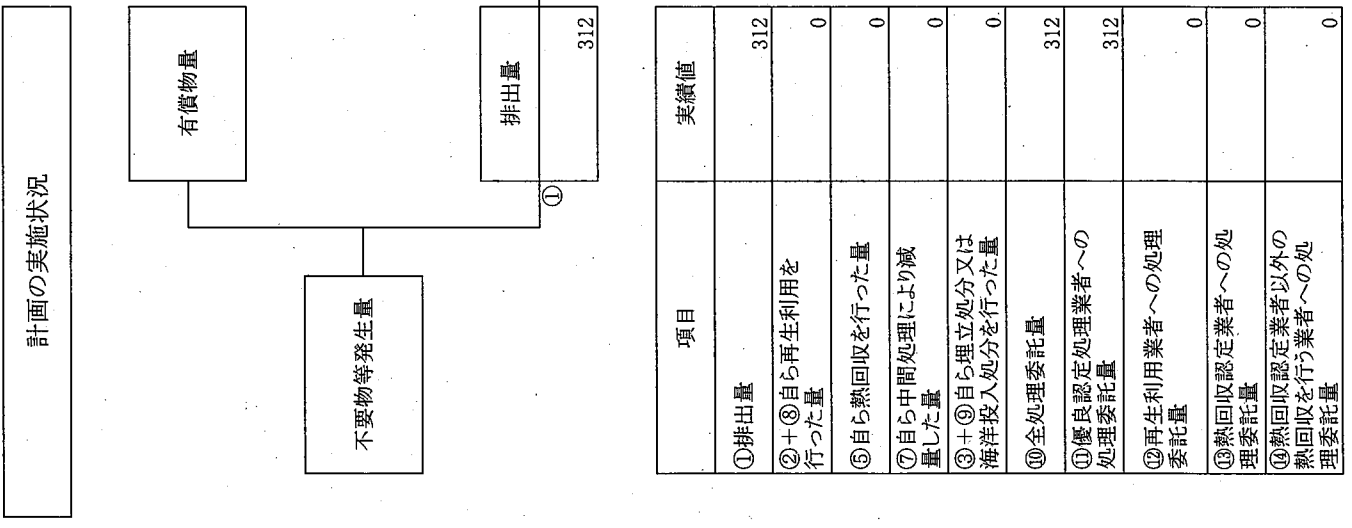 計画の実施状況
有償物量
不要物等発生量
排出量
①
312
項目
実績値
①排出量
312
②+⑧自ら再生利用を
行った量
0
⑤自ら熱回収を行った量
0
⑦自ら中間処理により減
量した量
0
③+⑨自ら埋立処分又は
海洋投入処分を行った量
0
⑩全処理委託量
312
⑪優良認定処理業者への
処理委託量
312
⑫再生利用業者への処理
委託量
0
⑬熱回収認定業者への処
理委託量
0
⑭熱回収認定業者以外の
熱回収を行う業者への処
理委託量
0